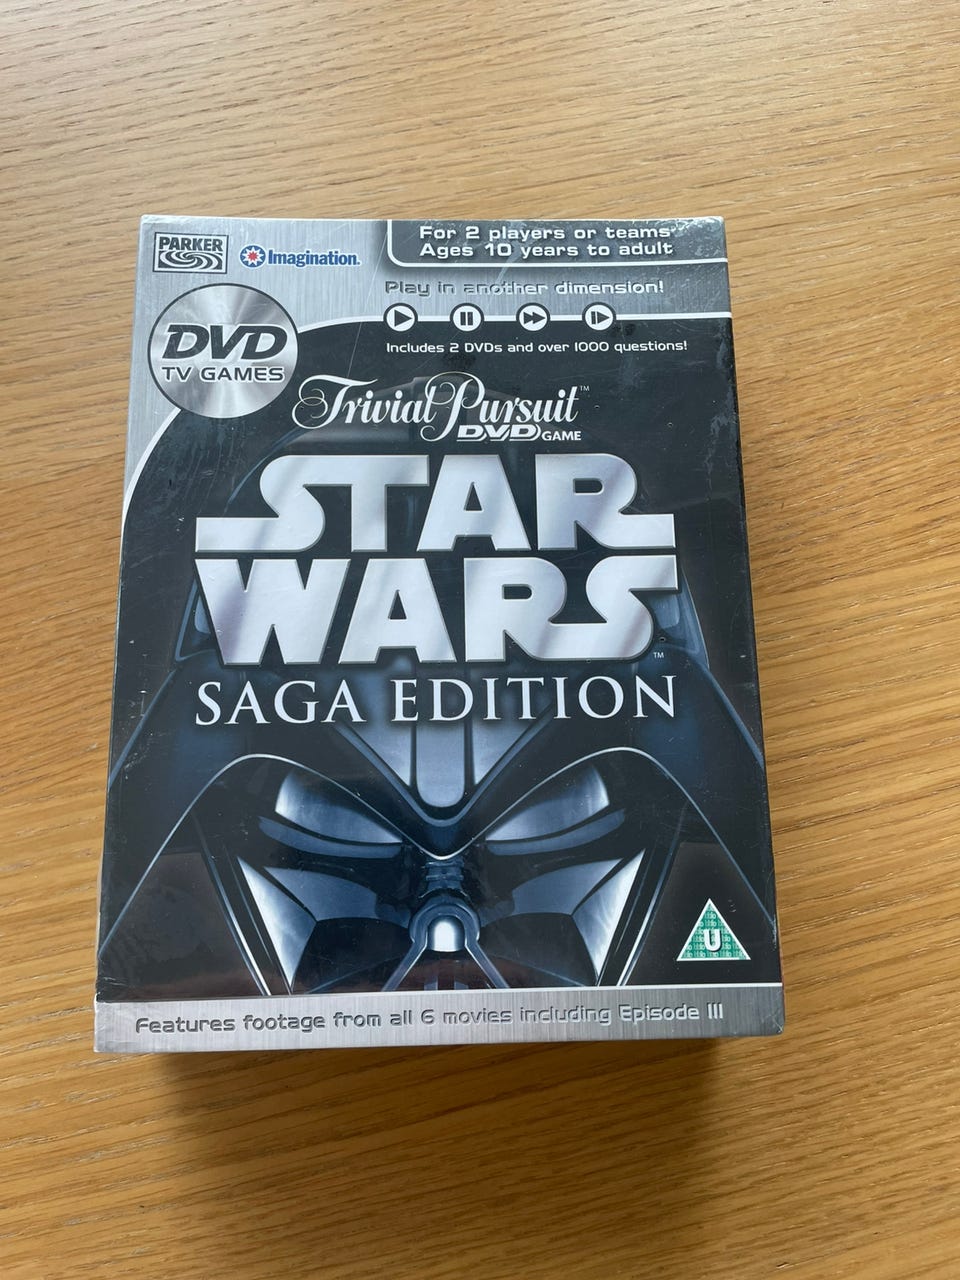 PARKER
Imagination.
For 2 players or teams
Ages 10 years to adult
Play in another dimension!
Includes 2 DVDs and over 1000 questions!
DVD
TV GAMES
Trivial Pursuit™
DVD GAME
STAR
WARS™
SAGA EDITION
U
Features footage from all 6 movies including Episode III